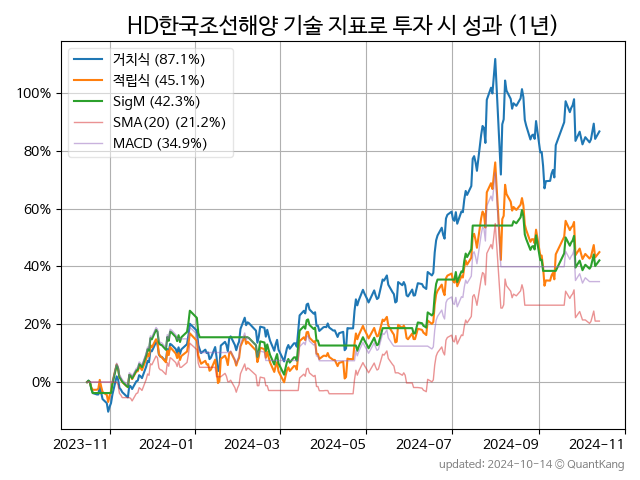 HD한국조선해양 기술 지표로 투자 시 성과 (1년)
거치식 (87.1%)
적립식 (45.1%)
SigM (42.3%)
SMA(20) (21.2%)
MACD (34.9%)
100%
80%
60%
40%
20%
0%
2023-11 2024-01 2024-03 2024-05 2024-07 2024-09 2024-11
updated: 2024-10-14 @ QuantKang